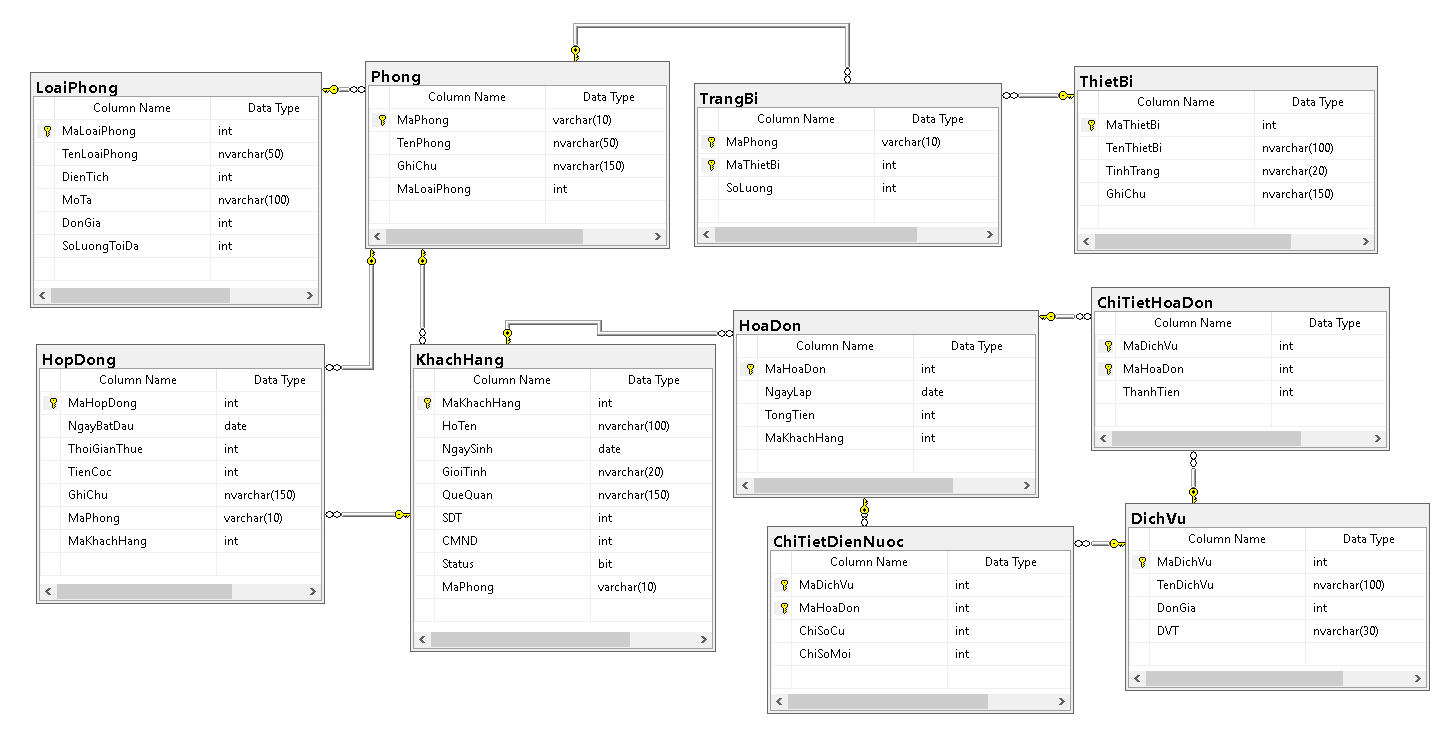 LoaiPhong
Column Name Data Type
MaLoaiPhong int
TenLoaiPhong nvarchar(50)
DienTich int
MoTa nvarchar(100)
DonGia int
SoLuongToiDa int
Phong
Column Name Data Type
MaPhong varchar(10)
TenPhong nvarchar(50)
GhiChu nvarchar(150)
MaLoaiPhong int
TrangBi
Column Name Data Type
MaPhong varchar(10)
MaThietBi int
SoLuong int
ThietBi
Column Name Data Type
MaThietBi int
TenThietBi nvarchar(100)
TinhTrang nvarchar(20)
GhiChu nvarchar(150)
HopDong
Column Name Data Type
MaHopDong int
NgayBatDau date
ThoiGianThue int
TienCoc int
GhiChu nvarchar(150)
MaPhong varchar(10)
MaKhachHang int
KhachHang
Column Name Data Type
MaKhachHang int
HoTen nvarchar(100)
NgaySinh date
GioiTinh nvarchar(20)
QueQuan nvarchar(150)
SDT int
CMND int
Status bit
MaPhong varchar(10)
HoaDon
Column Name Data Type
MaHoaDon int
NgayLap date
TongTien int
MaKhachHang int
ChiTietHoaDon
Column Name Data Type
MaDichVu int
MaHoaDon int
ThanhTien int
ChiTietDienNuoc
Column Name Data Type
MaDichVu int
MaHoaDon int
ChiSoCu int
ChiSoMoi int
DichVu
Column Name Data Type
MaDichVu int
TenDichVu nvarchar(100)
DonGia int
DVT nvarchar(30)